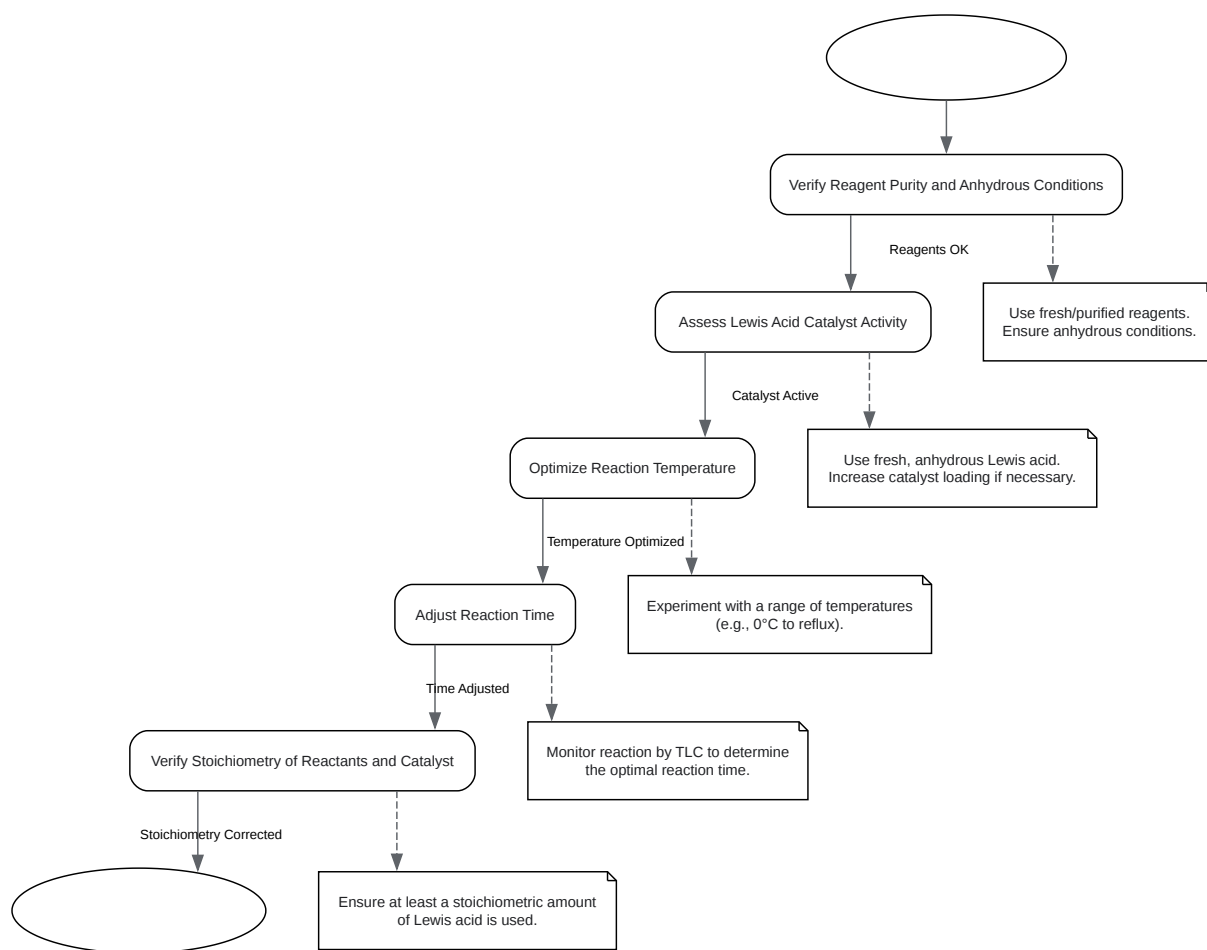 Verify Reagent Purity and Anhydrous Conditions
Reagents OK
Use fresh/purified reagents.
Ensure anhydrous conditions.
Assess Lewis Acid Catalyst Activity
Catalyst Active
Use fresh, anhydrous Lewis acid.
Increase catalyst loading if necessary.
Optimize Reaction Temperature
Temperature Optimized
Experiment with a range of temperatures
(e.g., 0°C to reflux).
Adjust Reaction Time
Time Adjusted
Monitor reaction by TLC to determine
the optimal reaction time.
Verify Stoichiometry of Reactants and Catalyst
Stoichiometry Corrected
Ensure at least a stoichiometric amount
of Lewis acid is used.